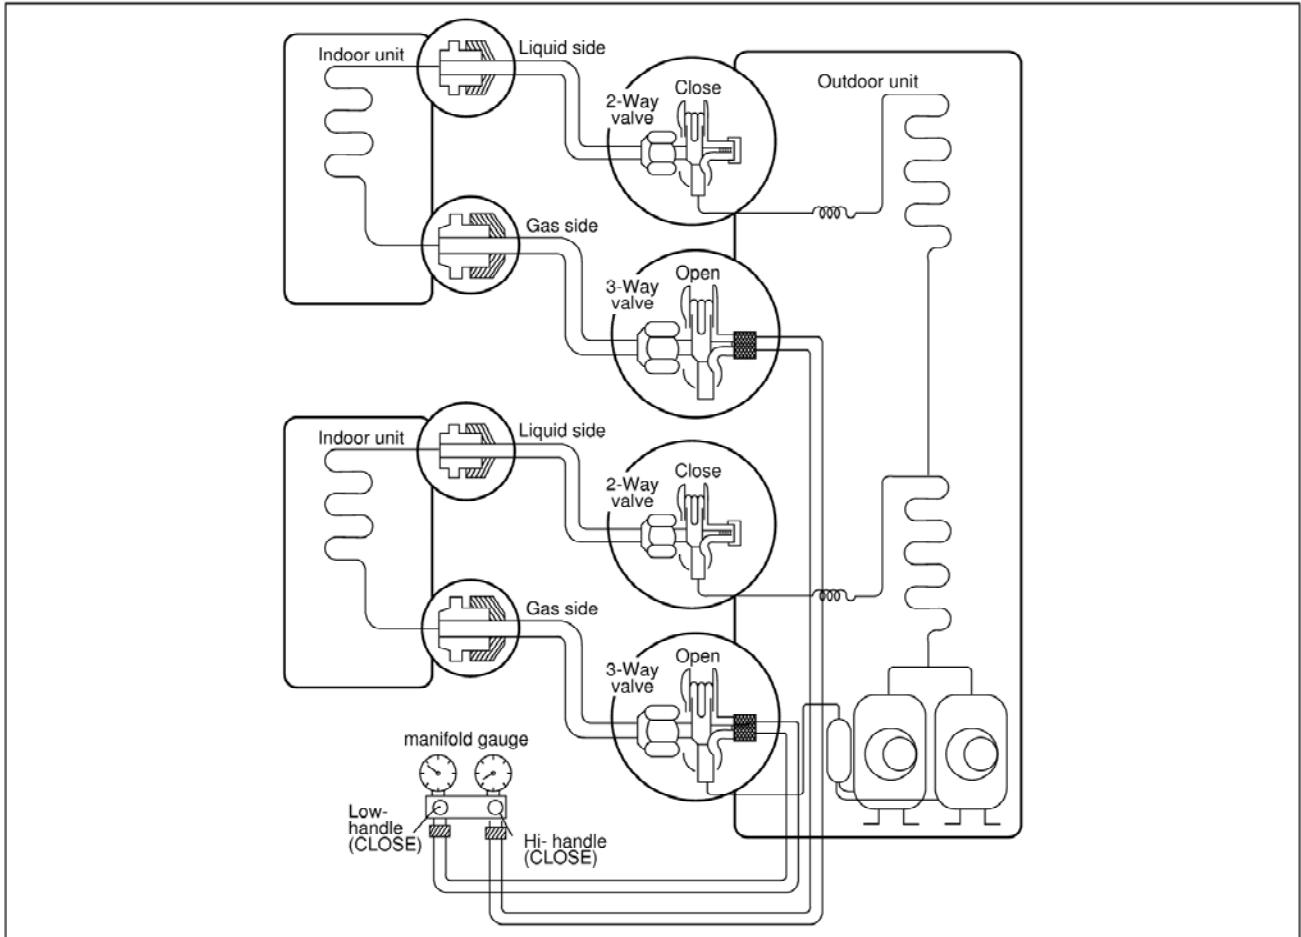 Indoor unit
Liquid side
2-Way
valve
Close
Outdoor unit
Gas side
3-Way
valve
Open
Indoor unit
Liquid side
2-Way
valve
Close
Gas side
3-Way
valve
Open
manifold gauge
Low-
handle
(CLOSE)
Hi- handle
(CLOSE)